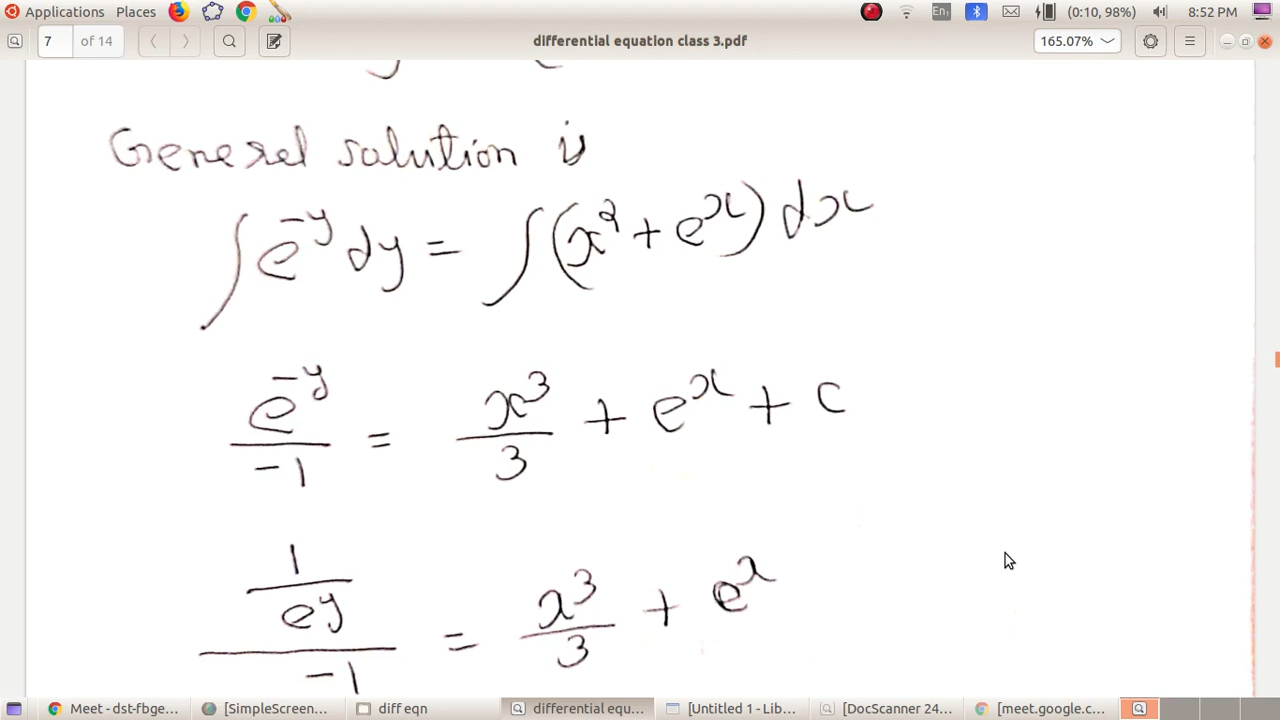 Applications Places En1 (0:10, 98%) 8:52 PM
7 of 14 differential equation class 3.pdf 165.07%
General solution is
∫ e^{-y} dy = ∫ (x^2 + e^x) dx
e^{-y}/-1 = x^3/3 + e^x + c
(1/e^y)/-1 = x^3/3 + e^x
Meet - dst-fbge... [SimpleScreen... diff eqn differential equ... [Untitled 1 - Lib... [DocScanner 24... [meet.google.c...